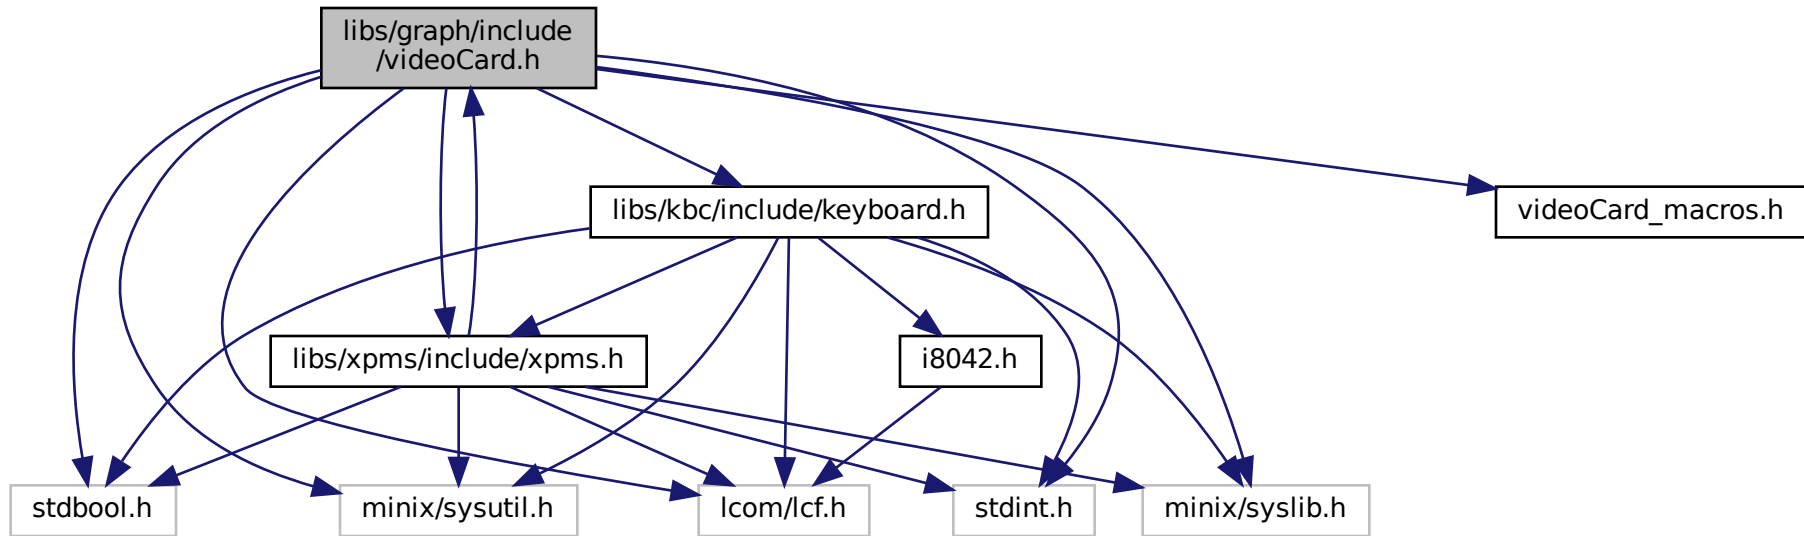 libs/graph/include
/videoCard.h
libs/kbc/include/keyboard.h
videoCard_macros.h
libs/xpms/include/xpms.h
i8042.h
stdbool.h
minix/sysutil.h
lcom/lcf.h
stdint.h
minix/syslib.h